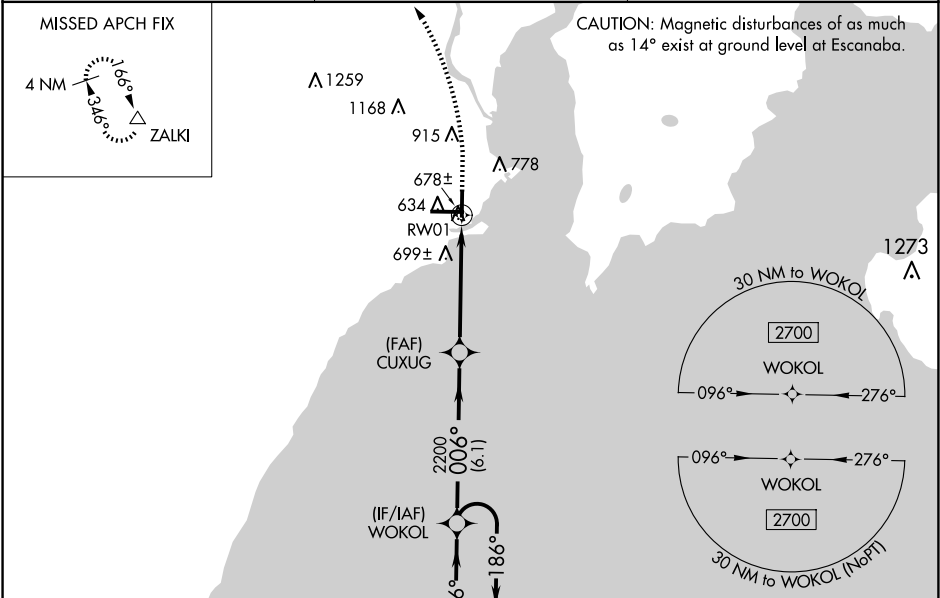 MISSED APCH FIX
4 NM
166°
346°
ZALKI
CAUTION: Magnetic disturbances of as much
as 14° exist at ground level at Escanaba.
1259
1168
915
778
678±
634
RW01
699±
1273
(FAF)
CUXUG
2200
006°
(6.1)
(IF/IAF)
WOKOL
186°
6°
30 NM to WOKOL
2700
WOKOL
096°
276°
096°
276°
WOKOL
2700
30 NM to WOKOL (NoPT)